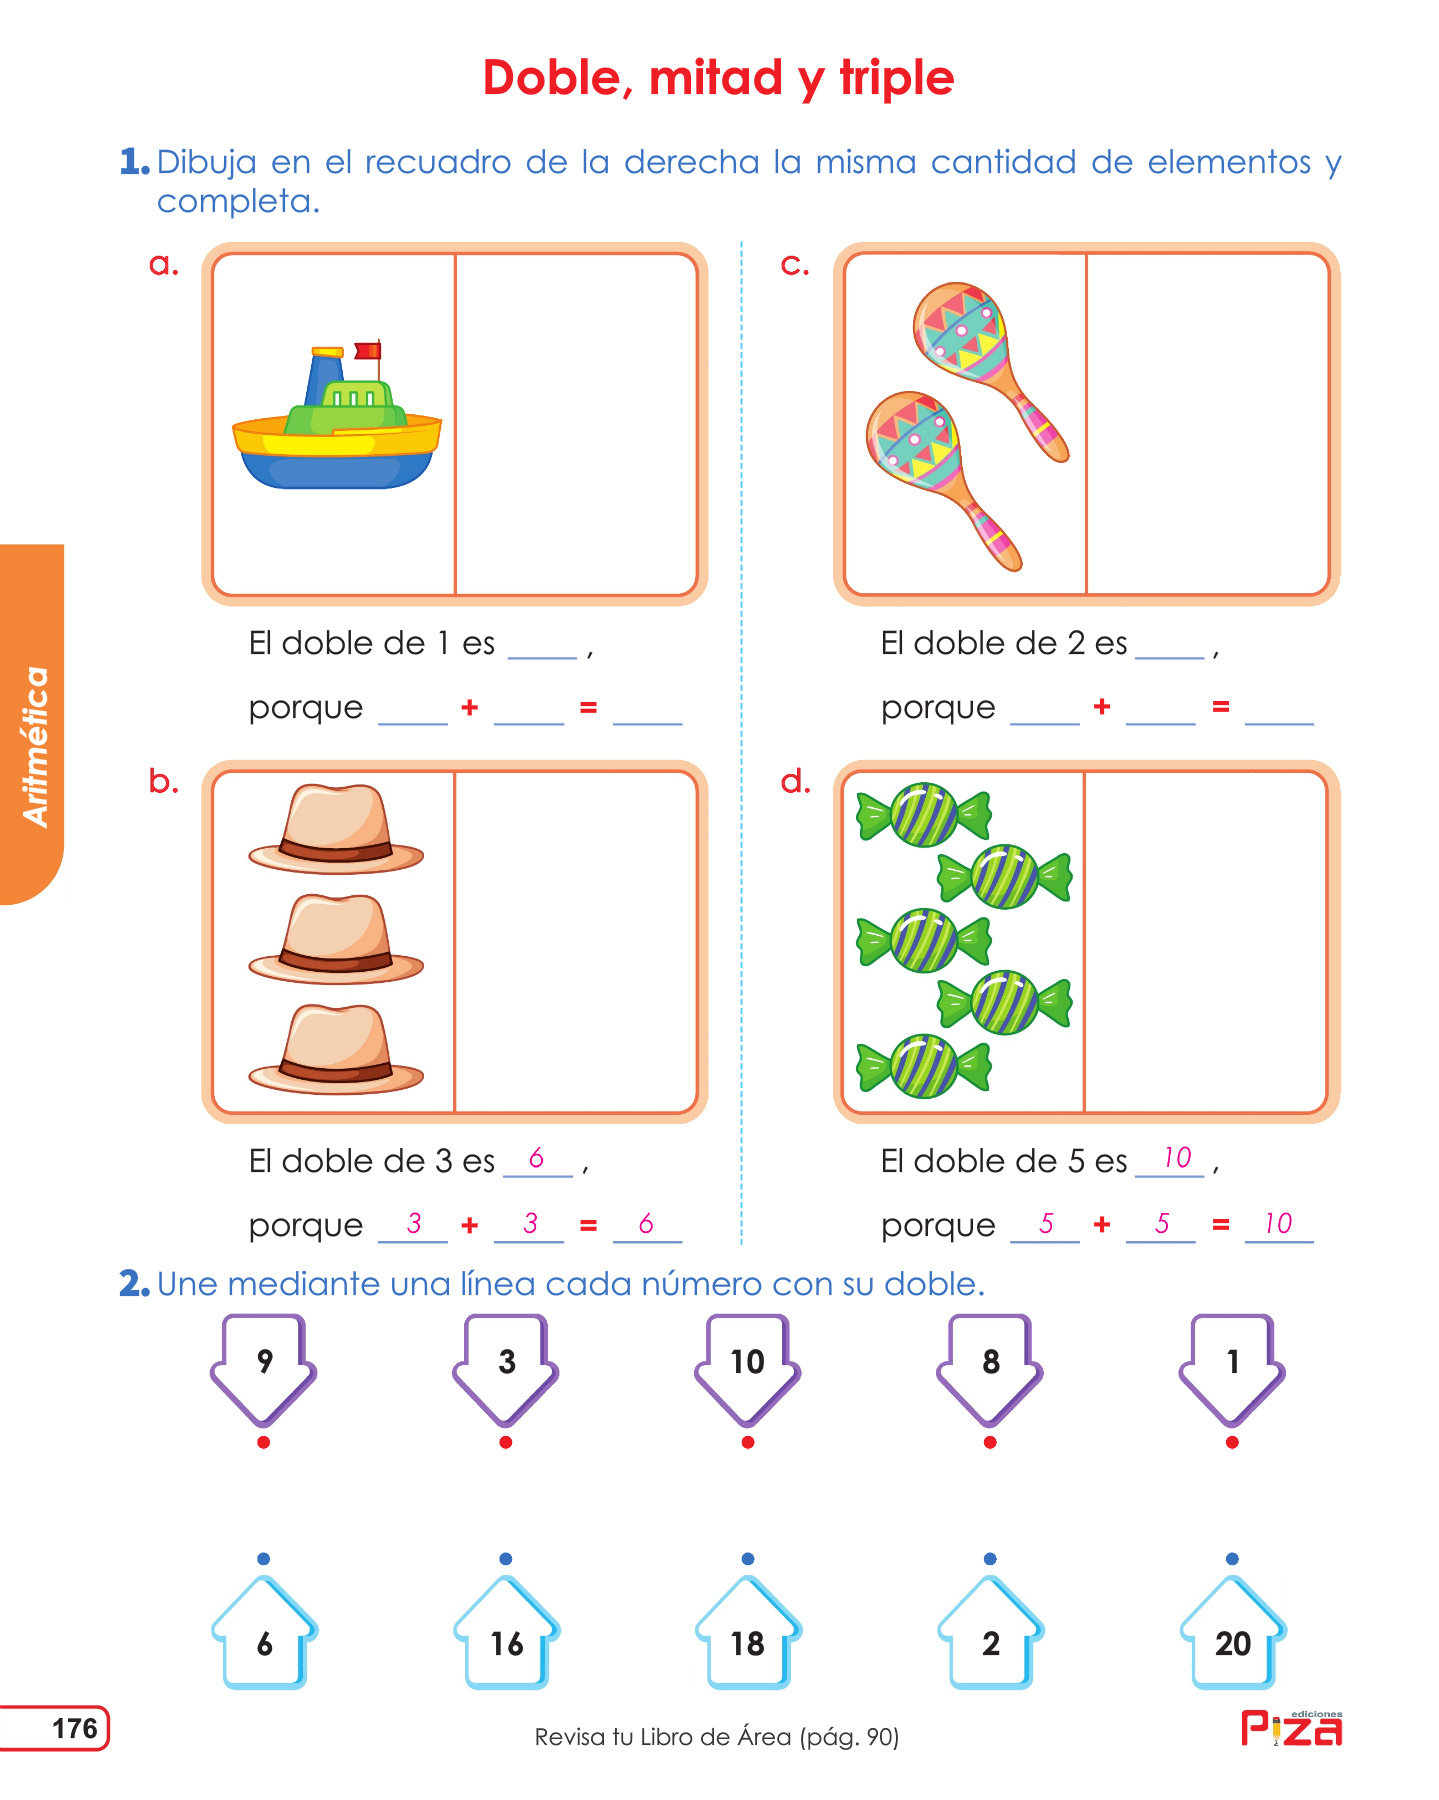 Doble, mitad y triple
1. Dibuja en el recuadro de la derecha la misma cantidad de elementos y
completa.
a.
El doble de 1 es ____ ,
porque ____ + ____ = ____
b.
El doble de 3 es 6 ,
porque 3 + 3 = 6
c.
El doble de 2 es ____ ,
porque ____ + ____ = ____
d.
El doble de 5 es 10 ,
porque 5 + 5 = 10
Aritmética
2. Une mediante una línea cada número con su doble.
9 3 10 8 1
6 16 18 2 20
176
Revisa tu Libro de Área (pág. 90)
ediciones
Piza